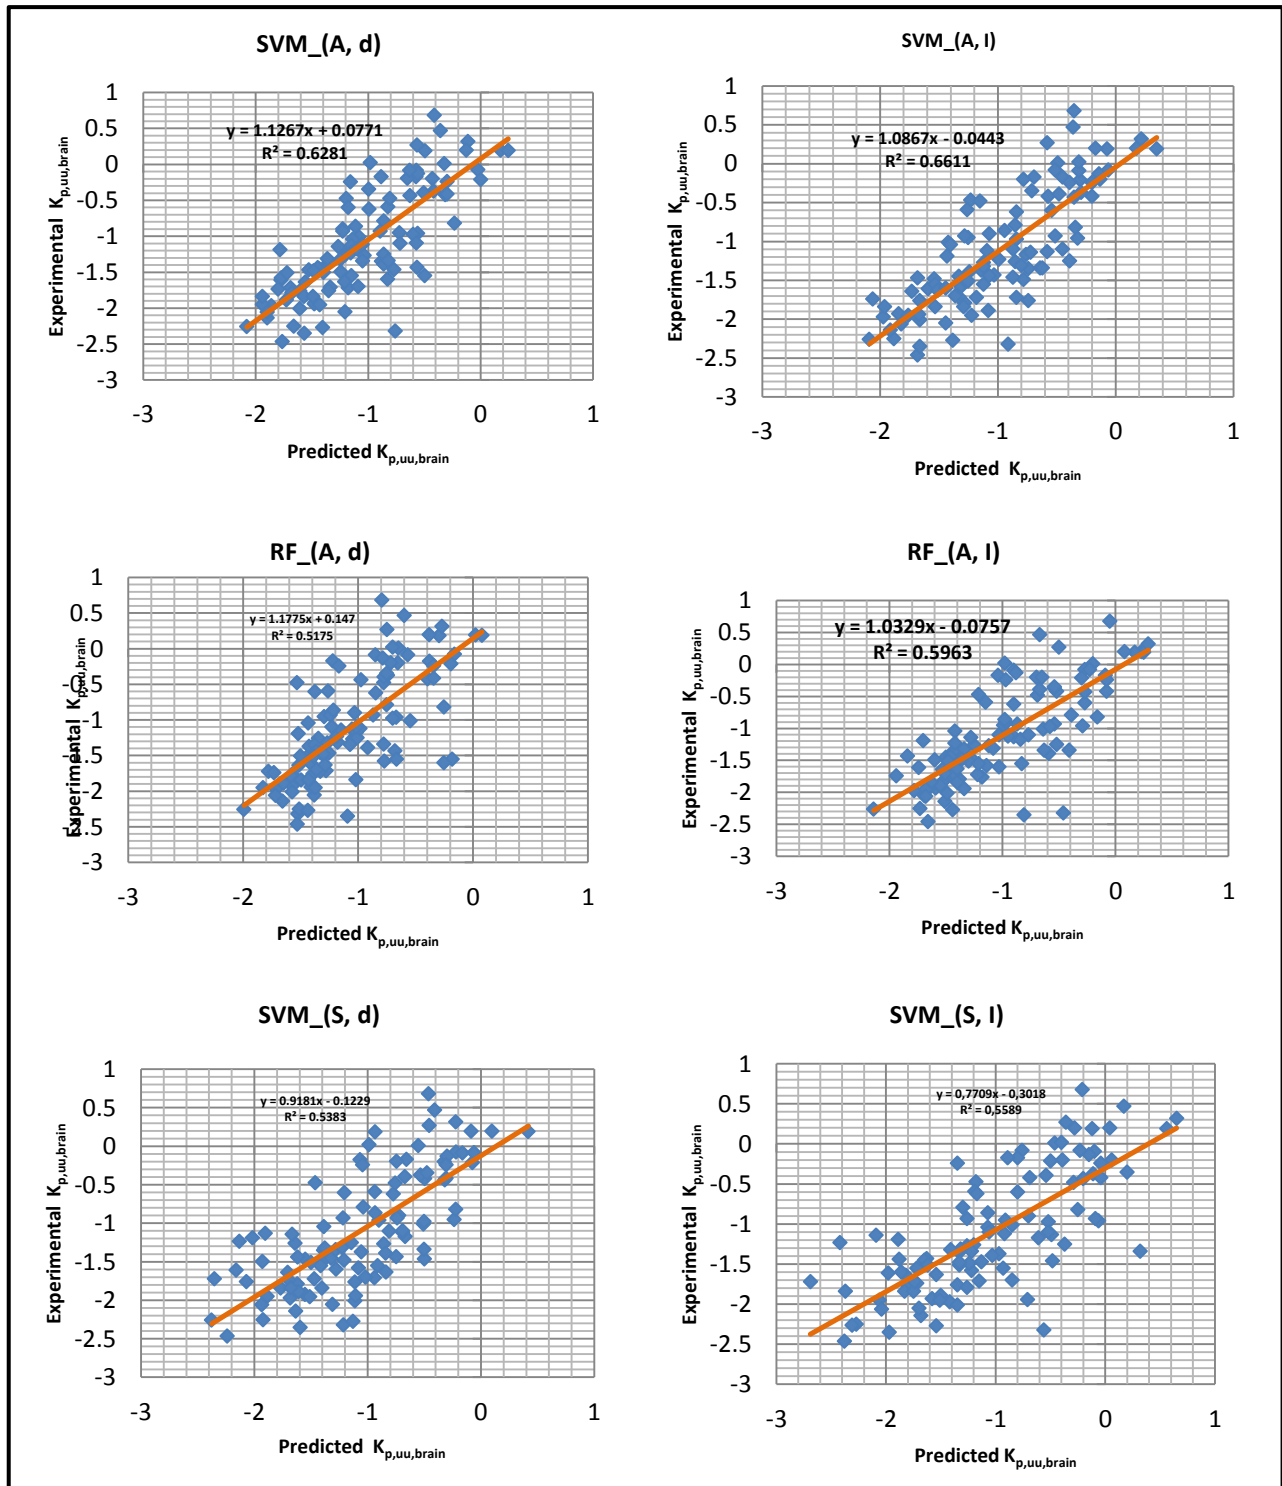 SVM_(A, d)
y = 1.1267x + 0.0771
R² = 0.6281
Experimental K_p,uu,brain
1
0.5
0
-0.5
-1
-1.5
-2
-2.5
-3
-3 -2 -1 0 1
Predicted K_p,uu,brain
SVM_(A, I)
y = 1.0867x - 0.0443
R² = 0.6611
Experimental K_p,uu,brain
1
0.5
0
-0.5
-1
-1.5
-2
-2.5
-3
-3 -2 -1 0 1
Predicted K_p,uu,brain
RF_(A, d)
y = 1.1775x + 0.147
R² = 0.5175
Experimental K_p,uu,brain
1
0.5
0
-0.5
-1
-1.5
-2
-2.5
-3
-3 -2 -1 0 1
Predicted K_p,uu,brain
RF_(A, I)
y = 1.0329x - 0.0757
R² = 0.5963
Experimental K_p,uu,brain
1
0.5
0
-0.5
-1
-1.5
-2
-2.5
-3
-3 -2 -1 0 1
Predicted K_p,uu,brain
SVM_(S, d)
y = 0.9181x - 0.1229
R² = 0.5383
Experimental K_p,uu,brain
1
0.5
0
-0.5
-1
-1.5
-2
-2.5
-3
-3 -2 -1 0 1
Predicted K_p,uu,brain
SVM_(S, I)
y = 0,7709x - 0,3018
R² = 0,5589
Experimental K_p,uu,brain
1
0.5
0
-0.5
-1
-1.5
-2
-2.5
-3
-3 -2 -1 0 1
Predicted K_p,uu,brain